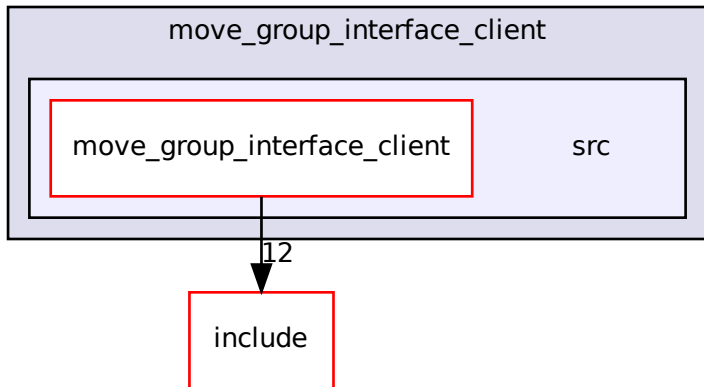 move_group_interface_client
move_group_interface_client
src
12
include